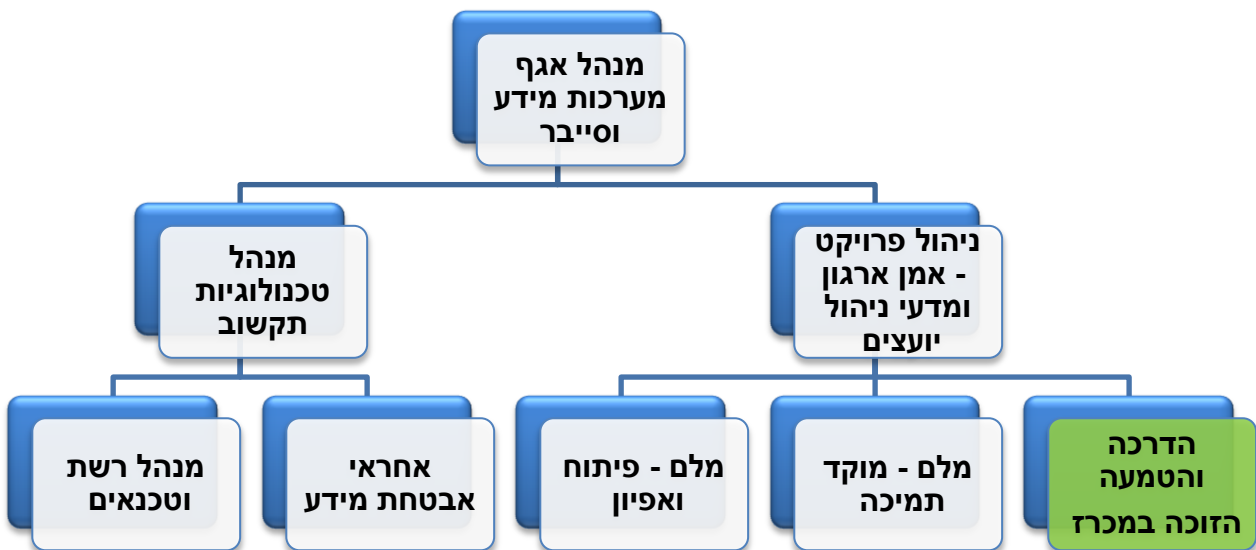 מנהל אגף
מערכות מידע
וסייבר
ניהול פרויקט
- אמן ארגון
ומדעי ניהול
יועצים
מנהל
טכנולוגיות
תקשוב
הדרכה
והטמעה
הזוכה במכרז
מלם - מוקד
תמיכה
מלם - פיתוח
ואפיון
אחראי
אבטחת מידע
מנהל רשת
וטכנאים